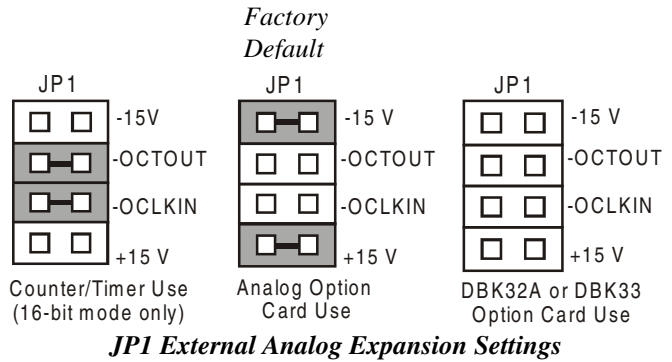 Factory
Default
JP1
JP1
JP1
-15V
-OCTOUT
-OCLKIN
+15 V
-15 V
-OCTOUT
-OCLKIN
+15 V
-15 V
-OCTOUT
-OCLKIN
+15 V
Counter/Timer Use
(16-bit mode only)
Analog Option
Card Use
DBK32A or DBK33
Option Card Use
JP1 External Analog Expansion Settings